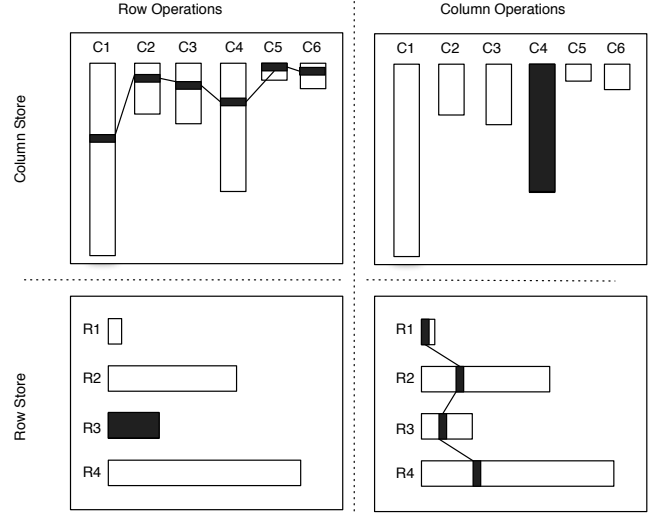 Row Operations
Column Operations
Column Store
C1 C2 C3 C4 C5 C6
C1 C2 C3 C4 C5 C6
Row Store
R1
R2
R3
R4
R1
R2
R3
R4